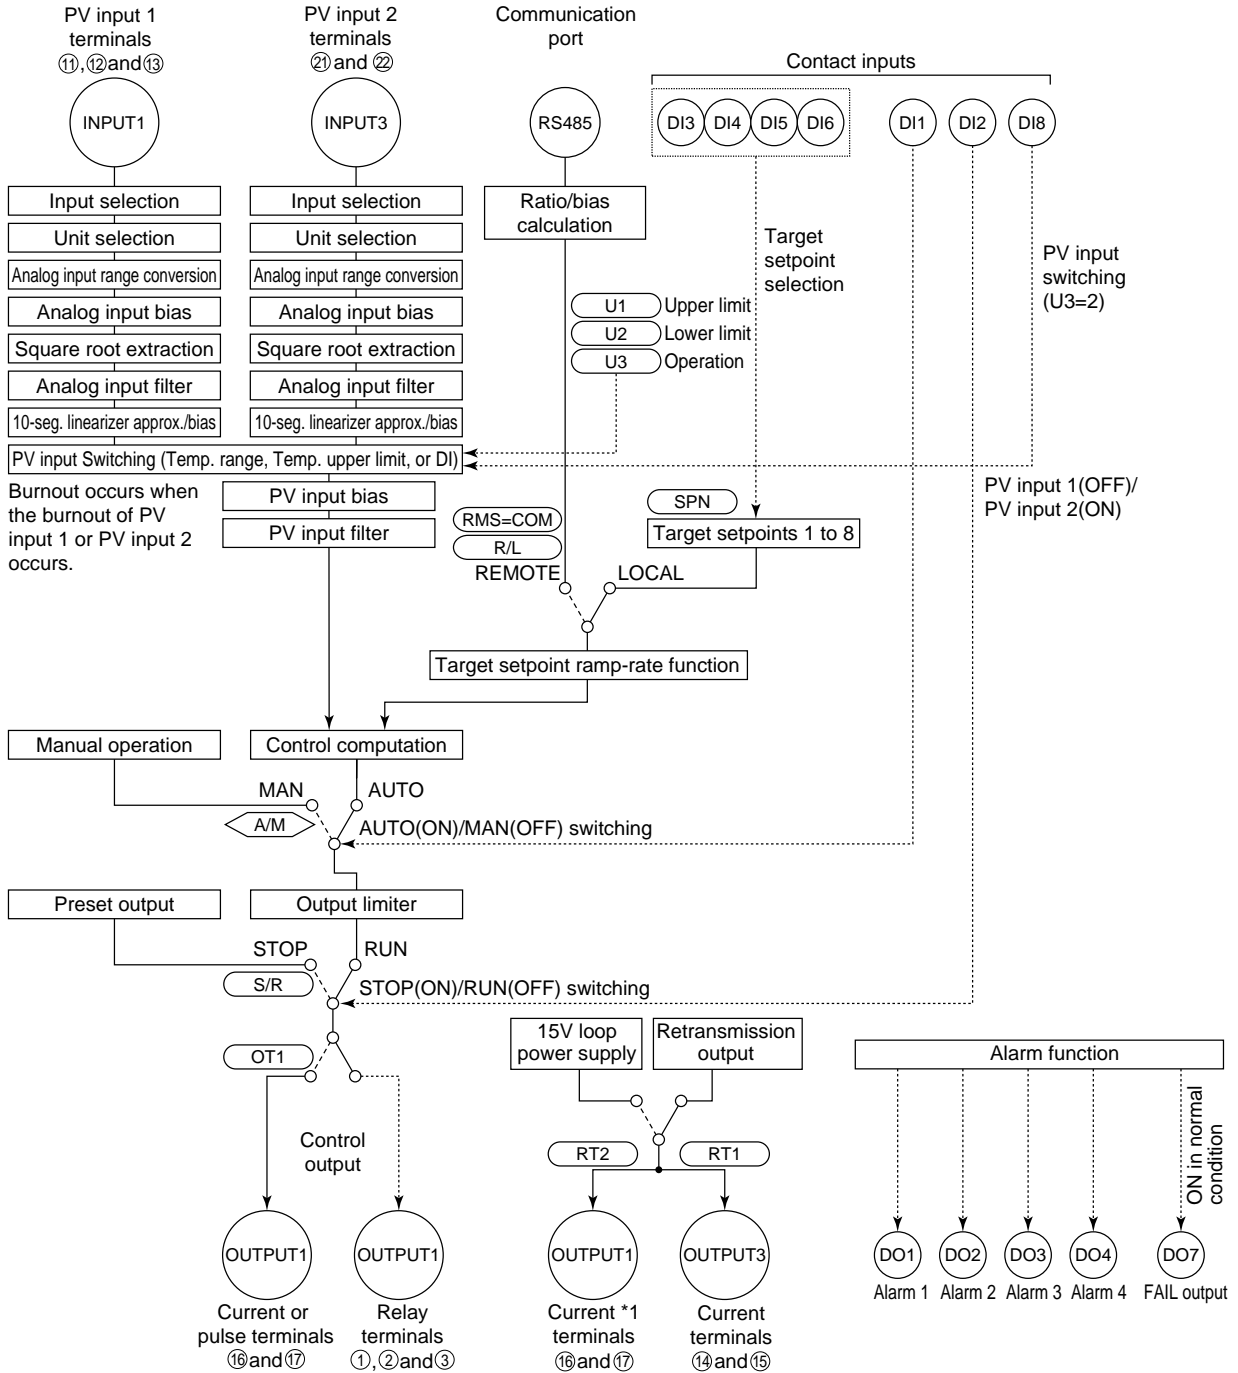 PV input 1
terminals
⑪,⑫and⑬
PV input 2
terminals
㉑and ㉒
Communication
port
Contact inputs
INPUT1
INPUT3
RS485
DI3
DI4
DI5
DI6
DI1
DI2
DI8
Input selection
Unit selection
Analog input range conversion
Analog input bias
Square root extraction
Analog input filter
10-seg. linearizer approx./bias
Input selection
Unit selection
Analog input range conversion
Analog input bias
Square root extraction
Analog input filter
10-seg. linearizer approx./bias
Ratio/bias
calculation
Target
setpoint
selection
PV input
switching
(U3=2)
U1 Upper limit
U2 Lower limit
U3 Operation
PV input Switching (Temp. range, Temp. upper limit, or DI)
Burnout occurs when
the burnout of PV
input 1 or PV input 2
occurs.
PV input bias
PV input filter
PV input 1(OFF)/
PV input 2(ON)
RMS=COM
R/L
REMOTE
LOCAL
SPN
Target setpoints 1 to 8
Target setpoint ramp-rate function
Manual operation
Control computation
MAN
AUTO
A/M
AUTO(ON)/MAN(OFF) switching
Preset output
Output limiter
STOP
RUN
S/R
STOP(ON)/RUN(OFF) switching
OT1
Control
output
15V loop
power supply
Retransmission
output
RT2
RT1
Alarm function
ON in normal
condition
OUTPUT1
Current or
pulse terminals
⑯and⑰
OUTPUT1
Relay
terminals
①,②and③
OUTPUT1
Current *1
terminals
⑯and⑰
OUTPUT3
Current
terminals
⑭and⑮
DO1
Alarm 1
DO2
Alarm 2
DO3
Alarm 3
DO4
Alarm 4
DO7
FAIL output